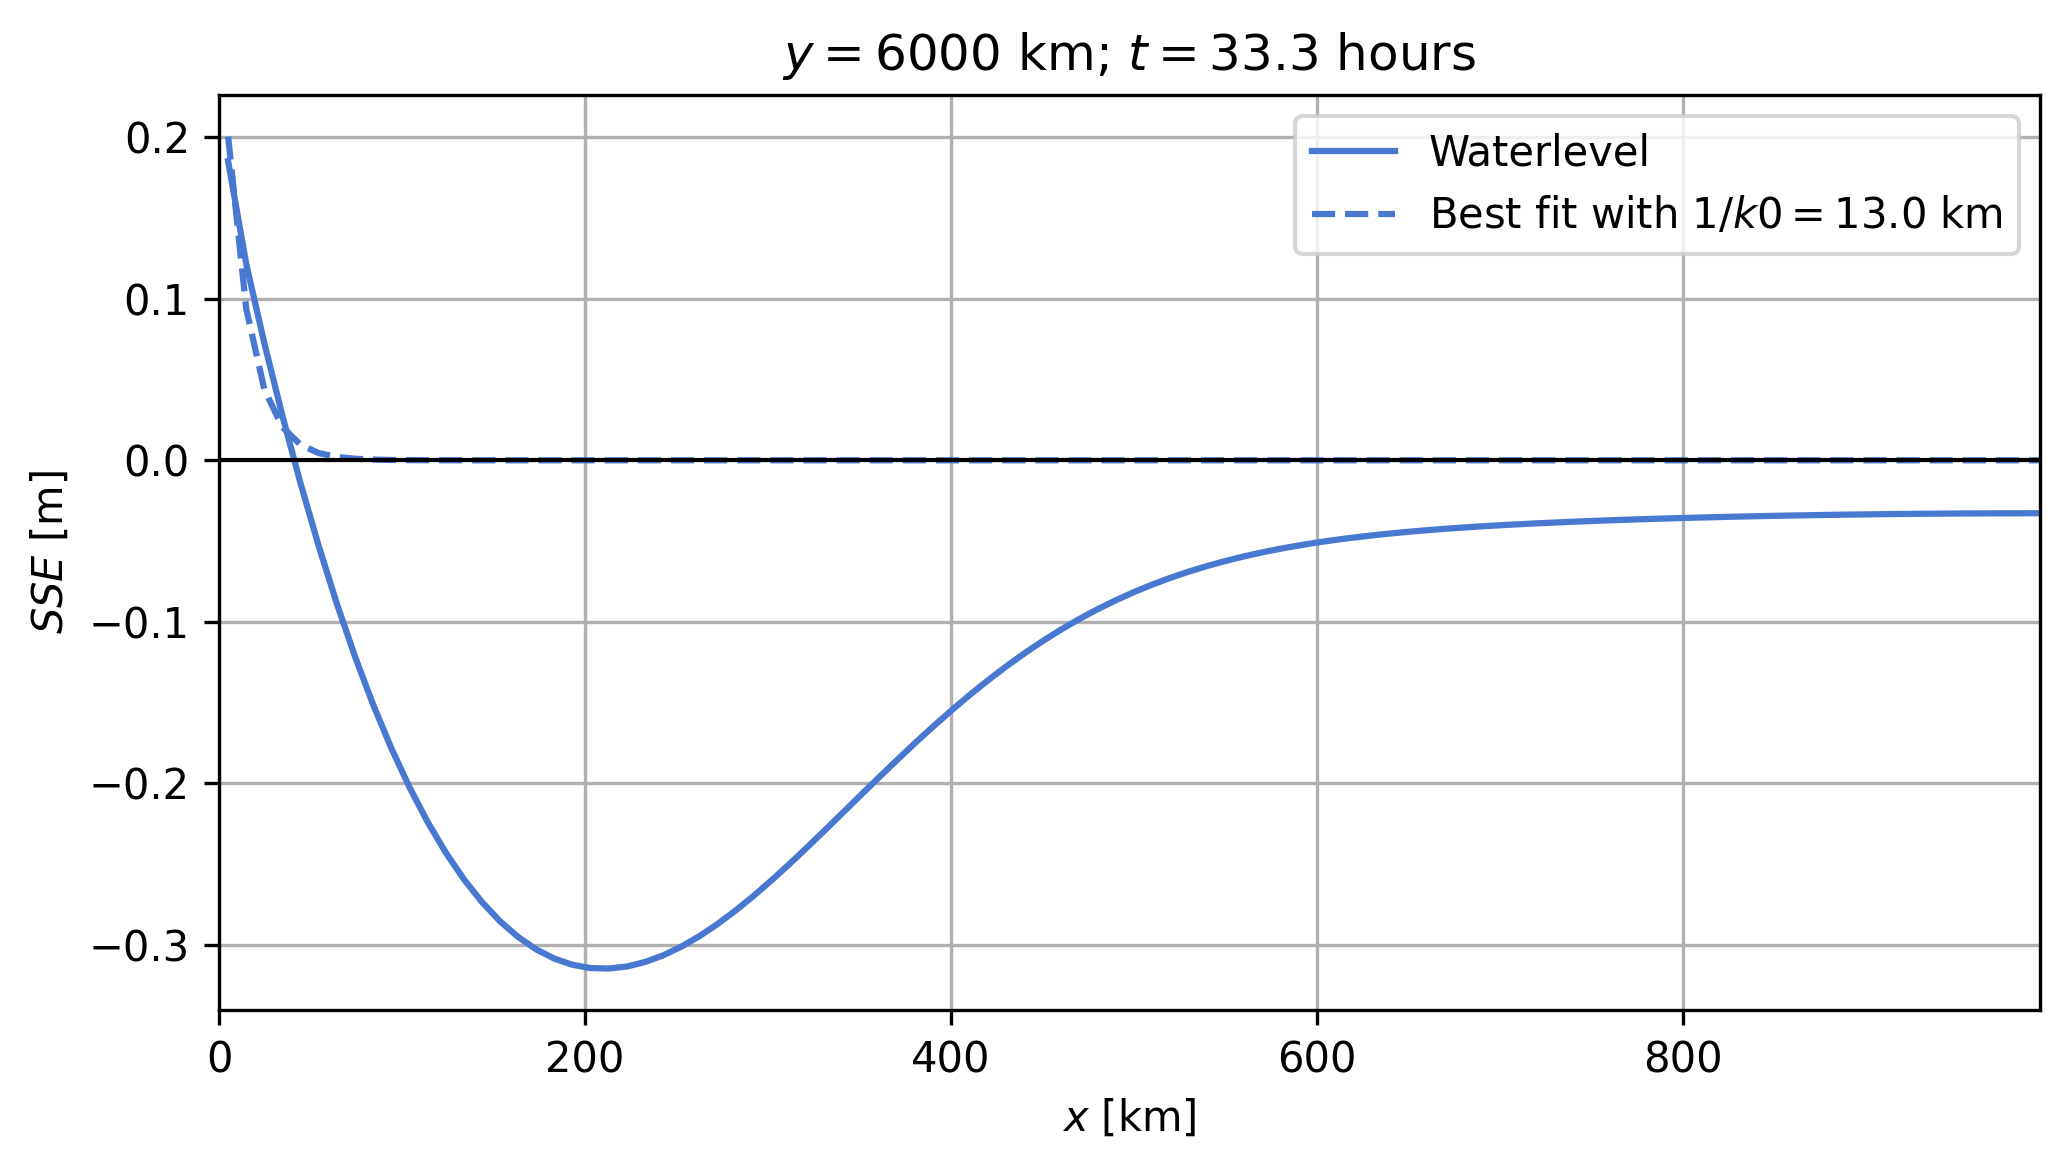 y = 6000 km; t = 33.3 hours
Waterlevel
Best fit with 1/k0 = 13.0 km
SSE [m]
0.2
0.1
0.0
−0.1
−0.2
−0.3
0 200 400 600 800
x [km]